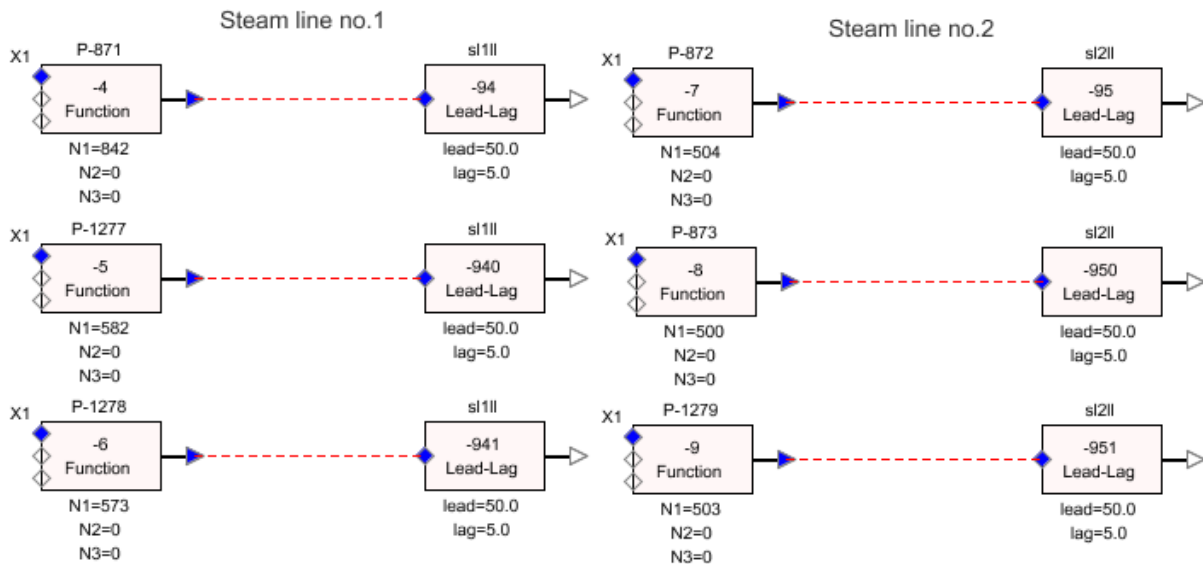 Steam line no.1
X1
P-871
-4
Function
N1=842
N2=0
N3=0
sl1ll
-94
Lead-Lag
lead=50.0
lag=5.0
X1
P-1277
-5
Function
N1=582
N2=0
N3=0
sl1ll
-940
Lead-Lag
lead=50.0
lag=5.0
X1
P-1278
-6
Function
N1=573
N2=0
N3=0
sl1ll
-941
Lead-Lag
lead=50.0
lag=5.0
Steam line no.2
X1
P-872
-7
Function
N1=504
N2=0
N3=0
sl2ll
-95
Lead-Lag
lead=50.0
lag=5.0
X1
P-873
-8
Function
N1=500
N2=0
N3=0
sl2ll
-950
Lead-Lag
lead=50.0
lag=5.0
X1
P-1279
-9
Function
N1=503
N2=0
N3=0
sl2ll
-951
Lead-Lag
lead=50.0
lag=5.0